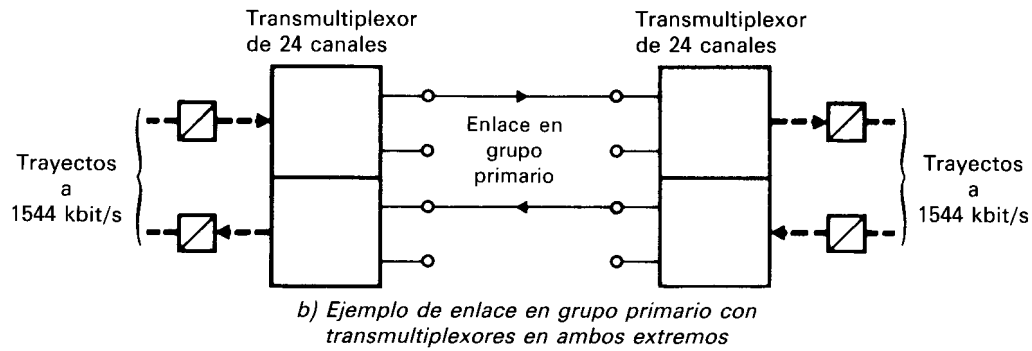 Transmultiplexor
de 24 canales
Transmultiplexor
de 24 canales
Trayectos
a
1544 kbit/s
Enlace en
grupo
primario
Trayectos
a
1544 kbit/s
b) Ejemplo de enlace en grupo primario con
transmultiplexores en ambos extremos